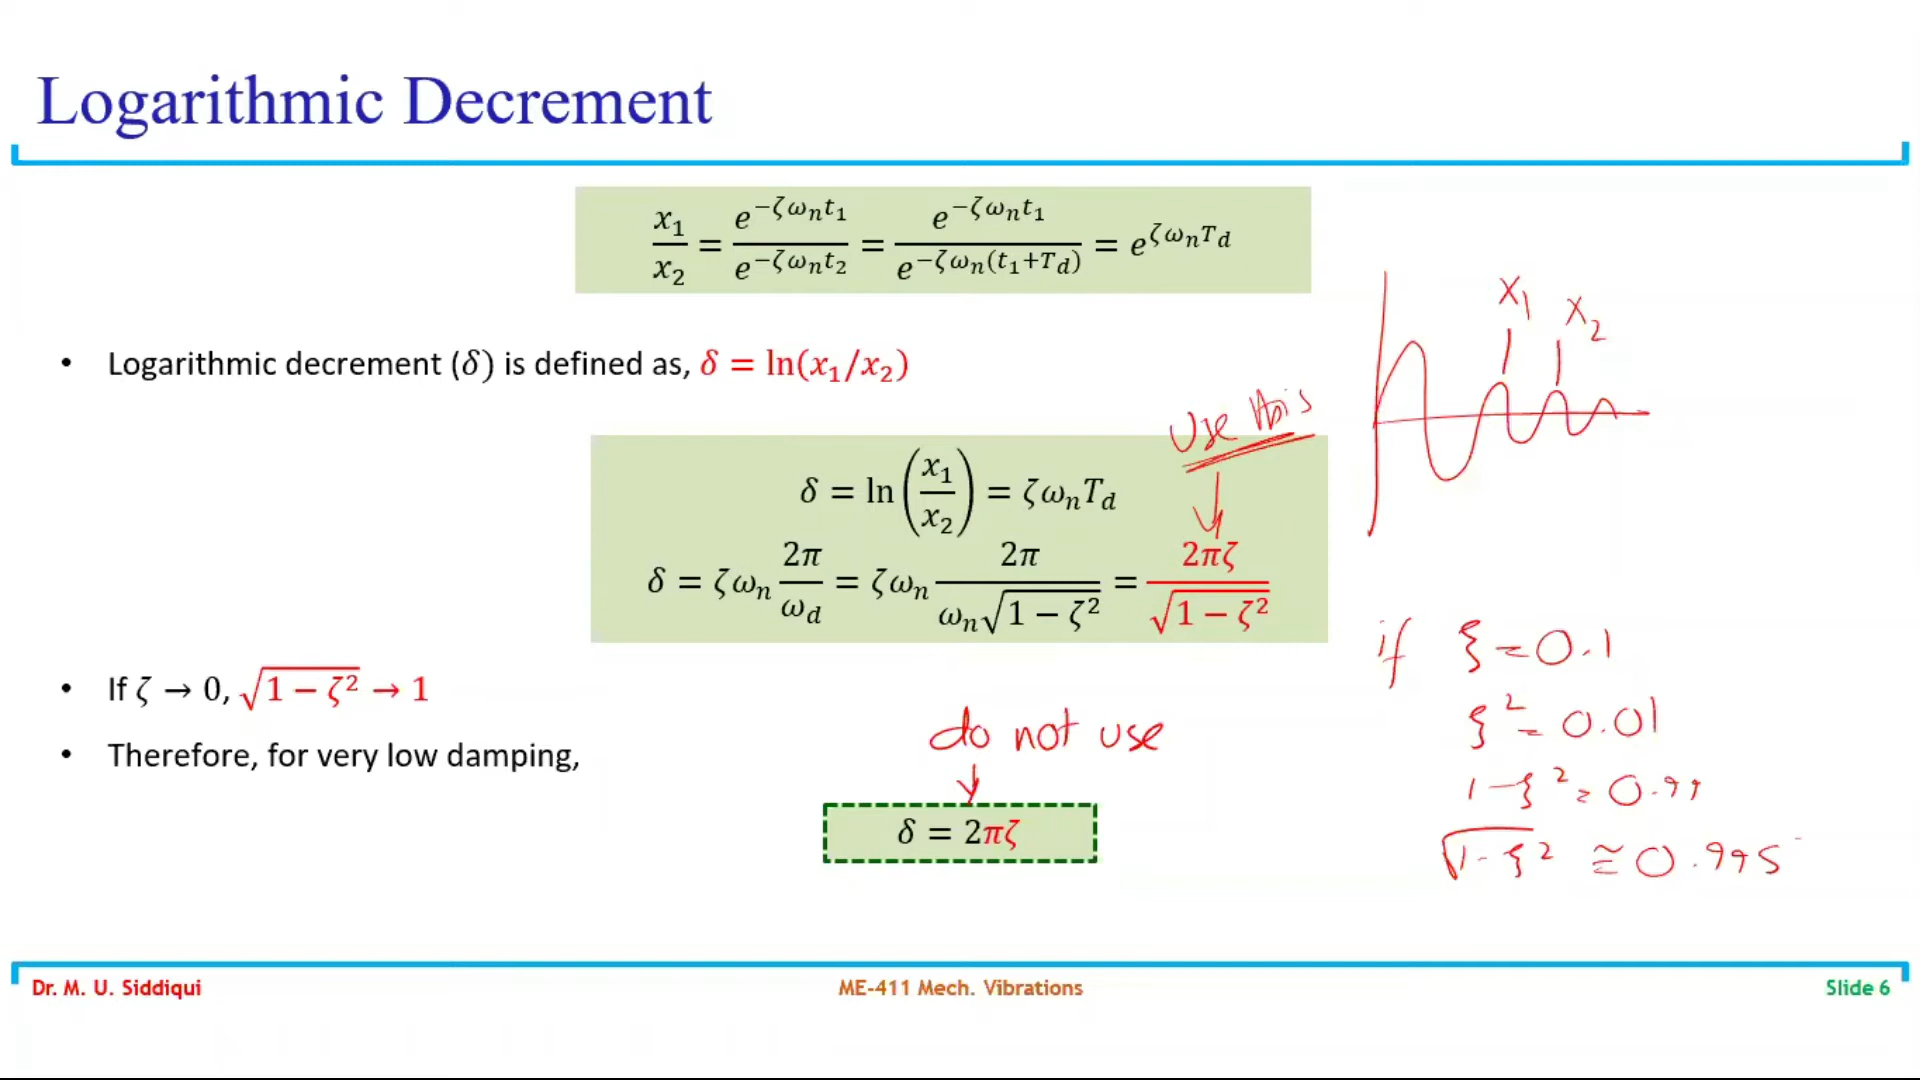 Logarithmic Decrement
x₁/x₂ = e^(−ζωₙt₁)/e^(−ζωₙt₂) = e^(−ζωₙt₁)/e^(−ζωₙ(t₁+T_d)) = e^(ζωₙT_d)
x₁
x₂
• Logarithmic decrement (δ) is defined as, δ = ln(x₁/x₂)
Use this
δ = ln(x₁/x₂) = ζωₙT_d
δ = ζωₙ 2π/ω_d = ζωₙ 2π/(ωₙ√(1 − ζ²)) = 2πζ/√(1 − ζ²)
if ξ = 0.1
ξ² = 0.01
1-ξ² = 0.99
√1-ξ² ≅ 0.995
• If ζ → 0, √(1 − ζ²) → 1
• Therefore, for very low damping,
do not use
δ = 2πζ
Dr. M. U. Siddiqui
ME-411 Mech. Vibrations
Slide 6